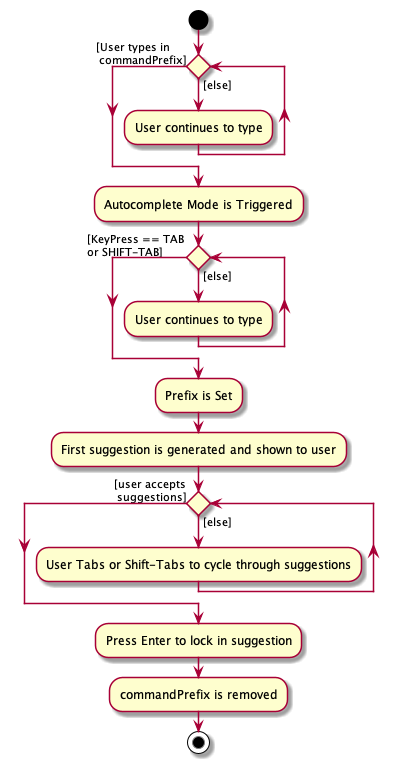 [User types in
commandPrefix]
[else]
User continues to type
Autocomplete Mode is Triggered
[KeyPress == TAB
or SHIFT-TAB]
[else]
User continues to type
Prefix is Set
First suggestion is generated and shown to user
[user accepts
suggestions]
[else]
User Tabs or Shift-Tabs to cycle through suggestions
Press Enter to lock in suggestion
commandPrefix is removed